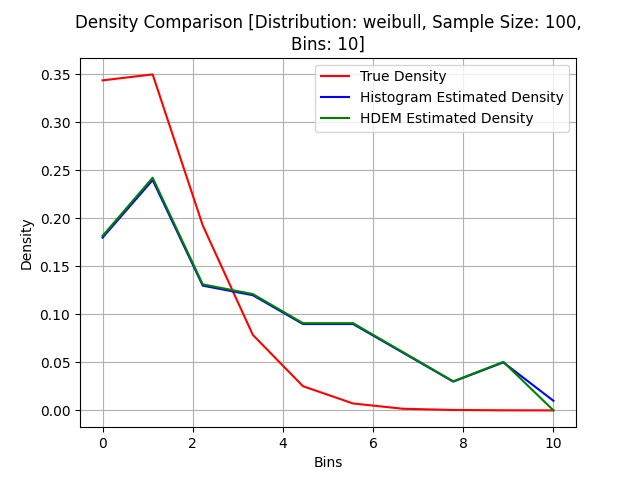 Density Comparison [Distribution: weibull, Sample Size: 100,
Bins: 10]
True Density
Histogram Estimated Density
HDEM Estimated Density
Density
0.35
0.30
0.25
0.20
0.15
0.10
0.05
0.00
0 2 4 6 8 10
Bins